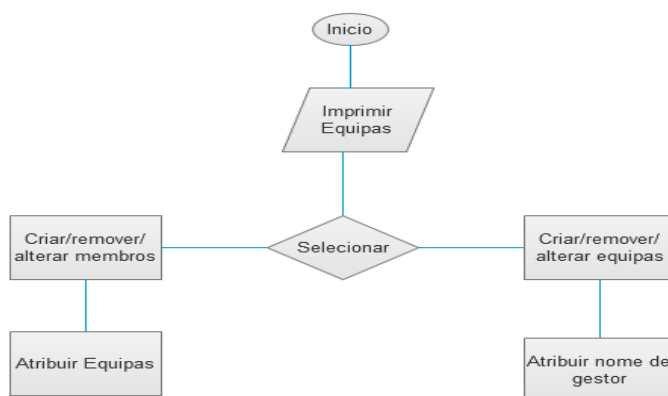 Inicio
Imprimir
Equipas
Selecionar
Criar/remover/
alterar membros
Criar/remover/
alterar equipas
Atribuir Equipas
Atribuir nome de
gestor